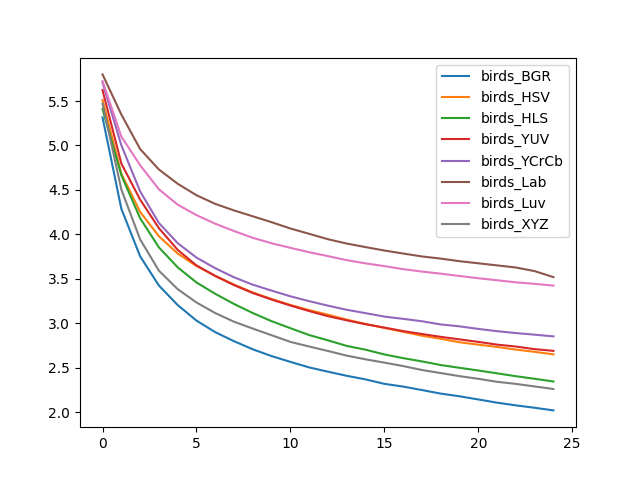 birds_BGR
birds_HSV
birds_HLS
birds_YUV
birds_YCrCb
birds_Lab
birds_Luv
birds_XYZ
5.5
5.0
4.5
4.0
3.5
3.0
2.5
2.0
0 5 10 15 20 25